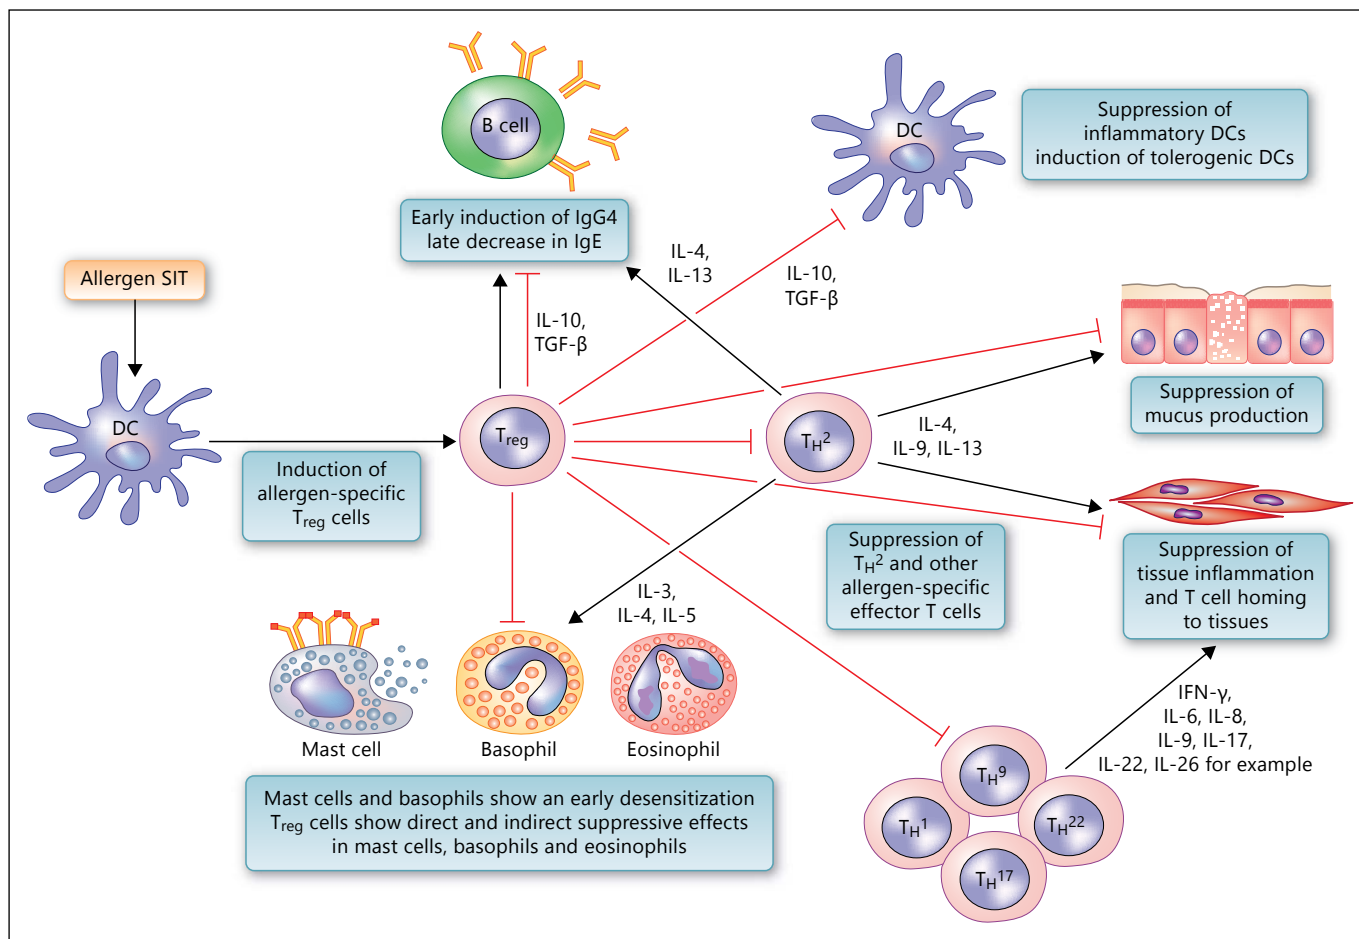 B cell
DC
Suppression of
inflammatory DCs
induction of tolerogenic DCs
Early induction of IgG4
late decrease in IgE
IL-4,
IL-13
IL-10,
TGF-β
Allergen SIT
IL-10,
TGF-β
DC
Treg
TH2
IL-4,
IL-9, IL-13
Suppression of
mucus production
Induction of
allergen-specific
Treg cells
Suppression of
TH2 and other
allergen-specific
effector T cells
Suppression of
tissue inflammation
and T cell homing
to tissues
IL-3,
IL-4, IL-5
Mast cell
Basophil
Eosinophil
IFN-γ,
IL-6, IL-8,
IL-9, IL-17,
IL-22, IL-26 for example
Mast cells and basophils show an early desensitization
Treg cells show direct and indirect suppressive effects
in mast cells, basophils and eosinophils
TH9
TH1
TH22
TH17